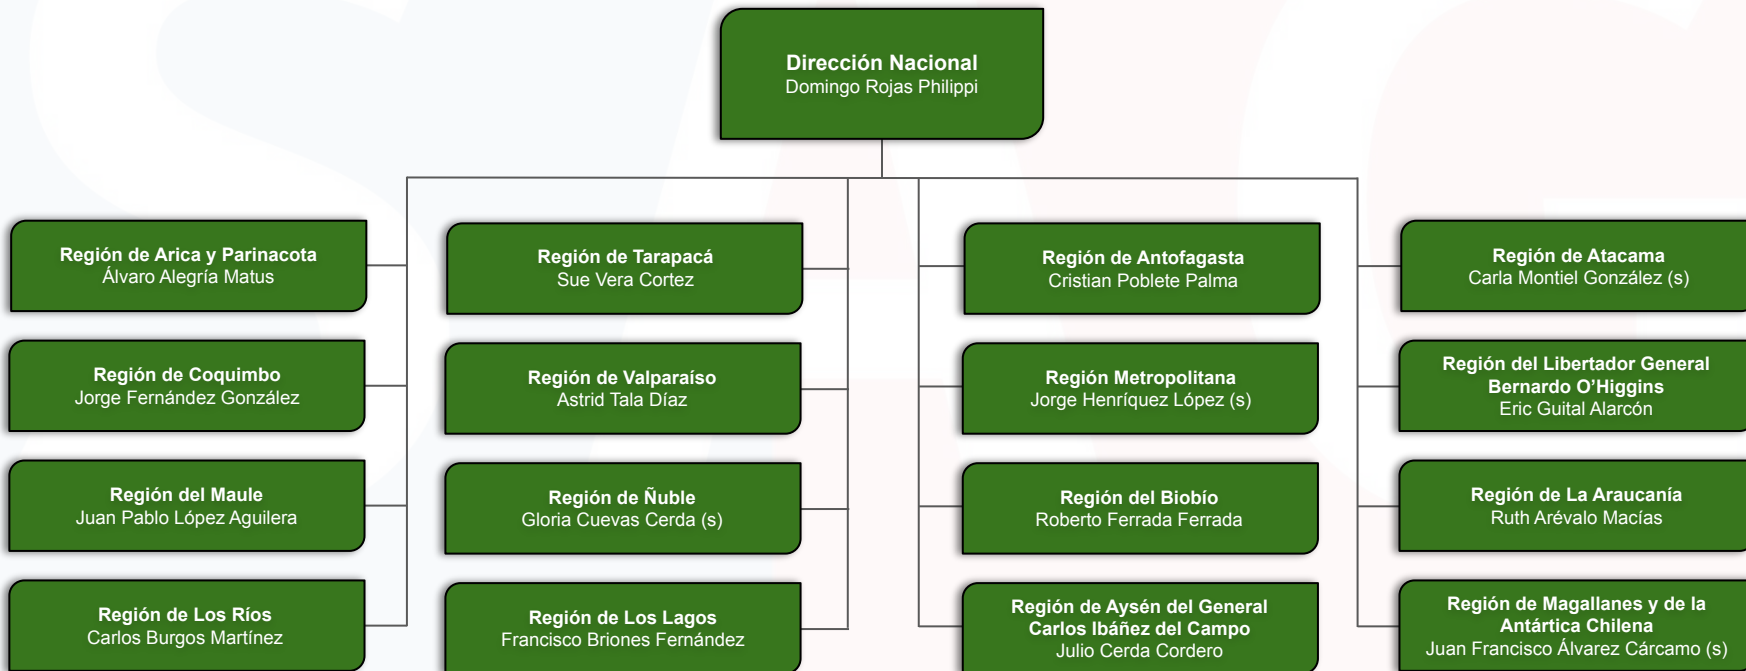 Dirección Nacional
Domingo Rojas Philippi
Región de Arica y Parinacota
Álvaro Alegría Matus
Región de Tarapacá
Sue Vera Cortez
Región de Antofagasta
Cristian Poblete Palma
Región de Atacama
Carla Montiel González (s)
Región de Coquimbo
Jorge Fernández González
Región de Valparaíso
Astrid Tala Díaz
Región Metropolitana
Jorge Henríquez López (s)
Región del Libertador General
Bernardo O’Higgins
Eric Guital Alarcón
Región del Maule
Juan Pablo López Aguilera
Región de Ñuble
Gloria Cuevas Cerda (s)
Región del Biobío
Roberto Ferrada Ferrada
Región de La Araucanía
Ruth Arévalo Macías
Región de Los Ríos
Carlos Burgos Martínez
Región de Los Lagos
Francisco Briones Fernández
Región de Aysén del General
Carlos Ibáñez del Campo
Julio Cerda Cordero
Región de Magallanes y de la
Antártica Chilena
Juan Francisco Álvarez Cárcamo (s)
SAG